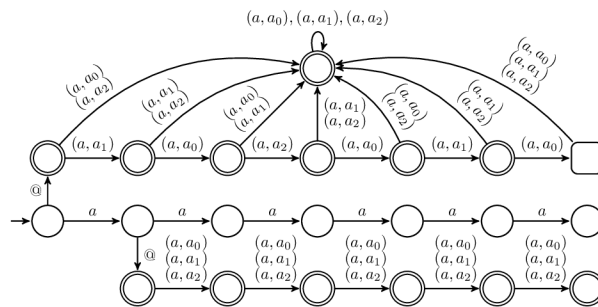 (a, a₀), (a, a₁), (a, a₂)
(a, a₀)
(a, a₂)
(a, a₁)
(a, a₂)
(a, a₀)
(a, a₁)
(a, a₁)
(a, a₂)
(a, a₀)
(a, a₂)
(a, a₁)
(a, a₂)
(a, a₀)
(a, a₁)
(a, a₂)
(a, a₁) (a, a₀) (a, a₂) (a, a₀) (a, a₁) (a, a₀)
@
a a a a a a
@
(a, a₀) (a, a₀) (a, a₀) (a, a₀) (a, a₀)
(a, a₁) (a, a₁) (a, a₁) (a, a₁) (a, a₁)
(a, a₂) (a, a₂) (a, a₂) (a, a₂) (a, a₂)